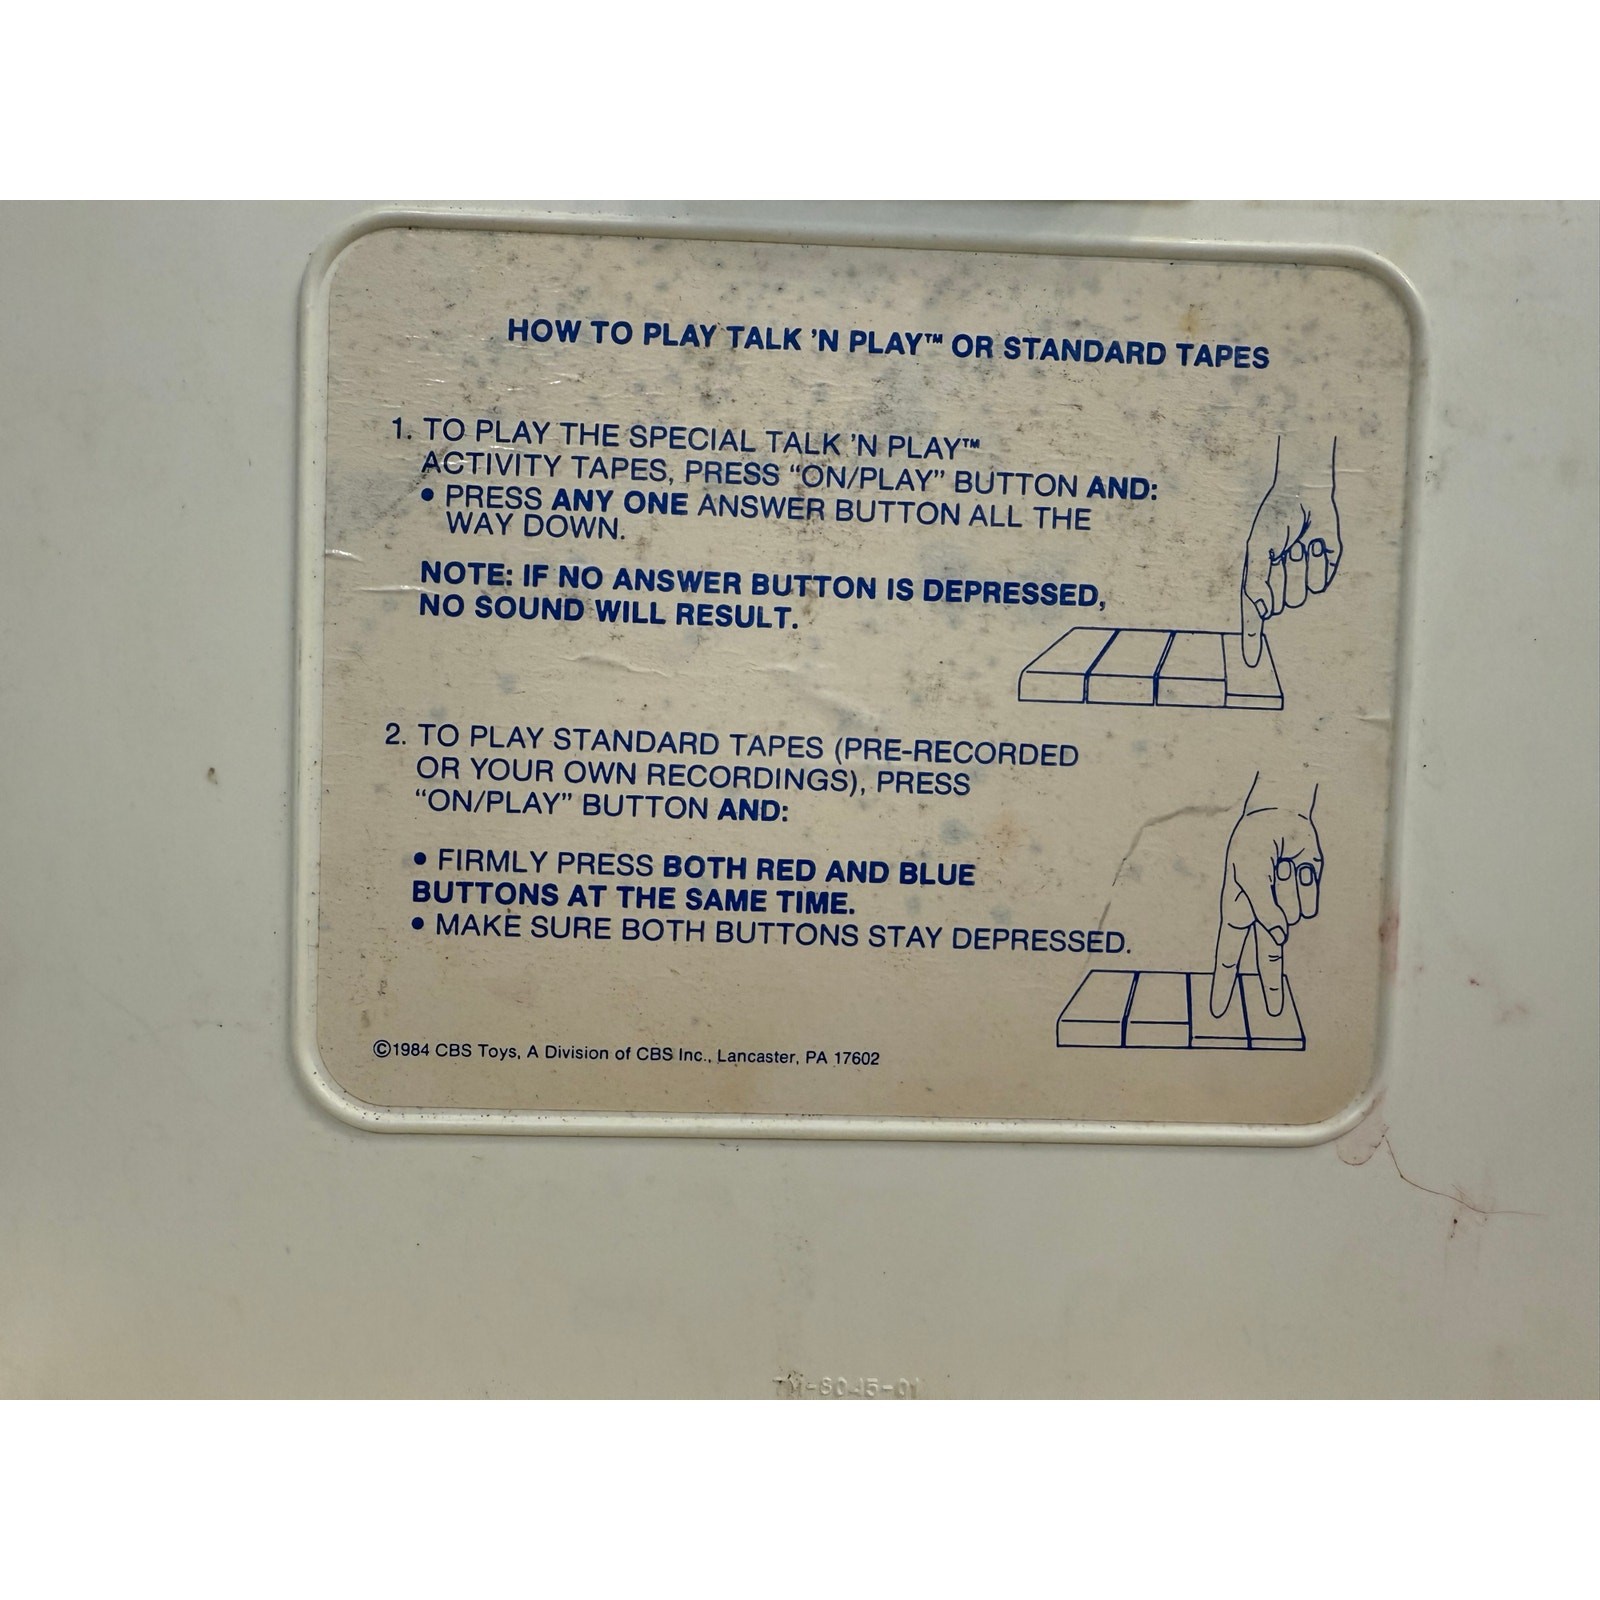 HOW TO PLAY TALK 'N PLAY™ OR STANDARD TAPES
1. TO PLAY THE SPECIAL TALK 'N PLAY™
ACTIVITY TAPES, PRESS “ON/PLAY” BUTTON AND:
• PRESS ANY ONE ANSWER BUTTON ALL THE
WAY DOWN.
NOTE: IF NO ANSWER BUTTON IS DEPRESSED,
NO SOUND WILL RESULT.
2. TO PLAY STANDARD TAPES (PRE-RECORDED
OR YOUR OWN RECORDINGS), PRESS
“ON/PLAY” BUTTON AND:
• FIRMLY PRESS BOTH RED AND BLUE
BUTTONS AT THE SAME TIME.
• MAKE SURE BOTH BUTTONS STAY DEPRESSED.
©1984 CBS Toys, A Division of CBS Inc., Lancaster, PA 17602